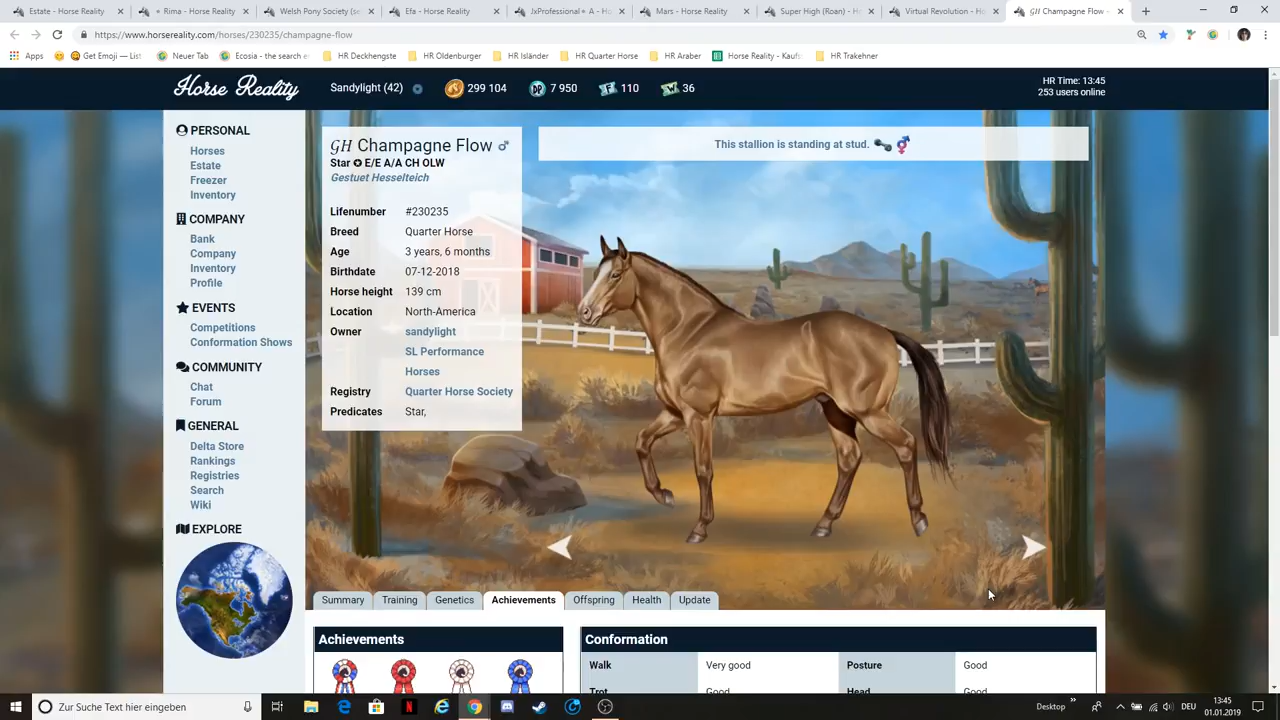 Estate - Horse Reality
Rima - Horse Reality
Welsh Pony Society (se
Efa - Horse Reality
JxProfessional
A - Ho
Mars - Horse Reality
Super High (Roan) - H
Virtual Revolution - Ho
GH Champagne Flow -
https://www.horsereality.com/horses/230235/champagne-flow
Apps
Get Emoji — List
Neuer Tab
Ecosia - the search e
HR Deckhengste
HR Oldenburger
HR Isländer
HR Quarter Horse
HR Araber
Horse Reality - Kaufs
HR Trakehner
Horse Reality
Sandylight (42)
299 104
7 950
110
36
HR Time: 13:45
253 users online
PERSONAL
Horses
Estate
Freezer
Inventory
COMPANY
Bank
Company
Inventory
Profile
EVENTS
Competitions
Conformation Shows
COMMUNITY
Chat
Forum
GENERAL
Delta Store
Rankings
Registries
Search
Wiki
EXPLORE
GH Champagne Flow ♂
Star ✪ E/E A/A CH OLW
Gestuet Hesselteich
Lifenumber #230235
Breed Quarter Horse
Age 3 years, 6 months
Birthdate 07-12-2018
Horse height 139 cm
Location North-America
Owner sandylight
SL Performance
Horses
Registry Quarter Horse Society
Predicates Star,
This stallion is standing at stud.
Summary
Training
Genetics
Achievements
Offspring
Health
Update
Achievements
Conformation
Walk Very good Posture Good
Trot Good Head Good
Zur Suche Text hier eingeben
Desktop
DEU
13:45
01.01.2019